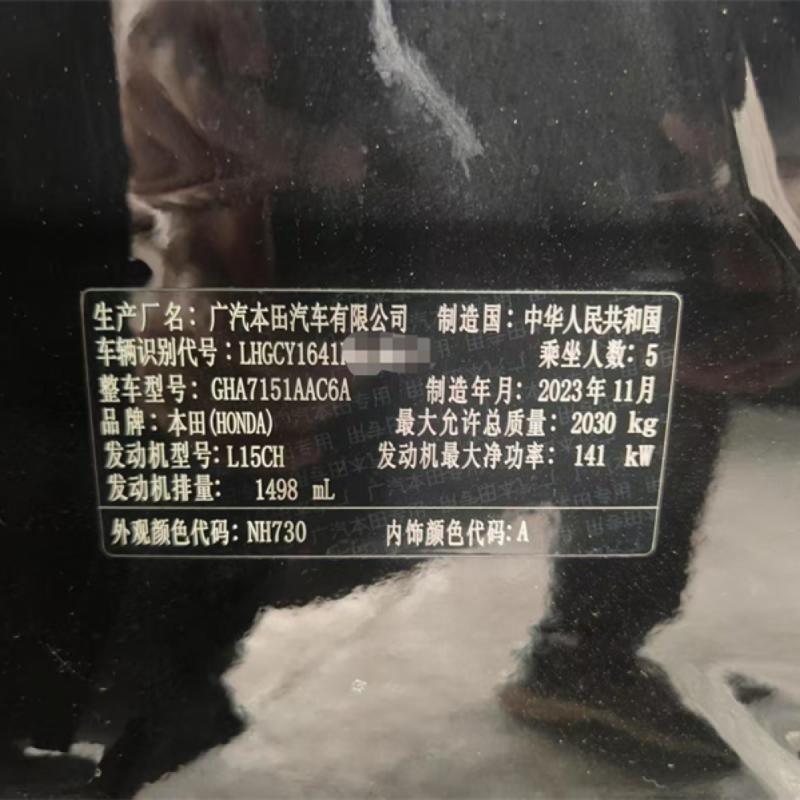 生产厂名：广汽本田汽车有限公司 制造国：中华人民共和国
车辆识别代号：LHGCY1641 乘坐人数：5
整车型号：GHA7151AAC6A 制造年月：2023年11月
品牌：本田(HONDA) 最大允许总质量：2030 kg
发动机型号：L15CH 发动机最大净功率：141 kW
发动机排量： 1498 mL
外观颜色代码：NH730 内饰颜色代码：A